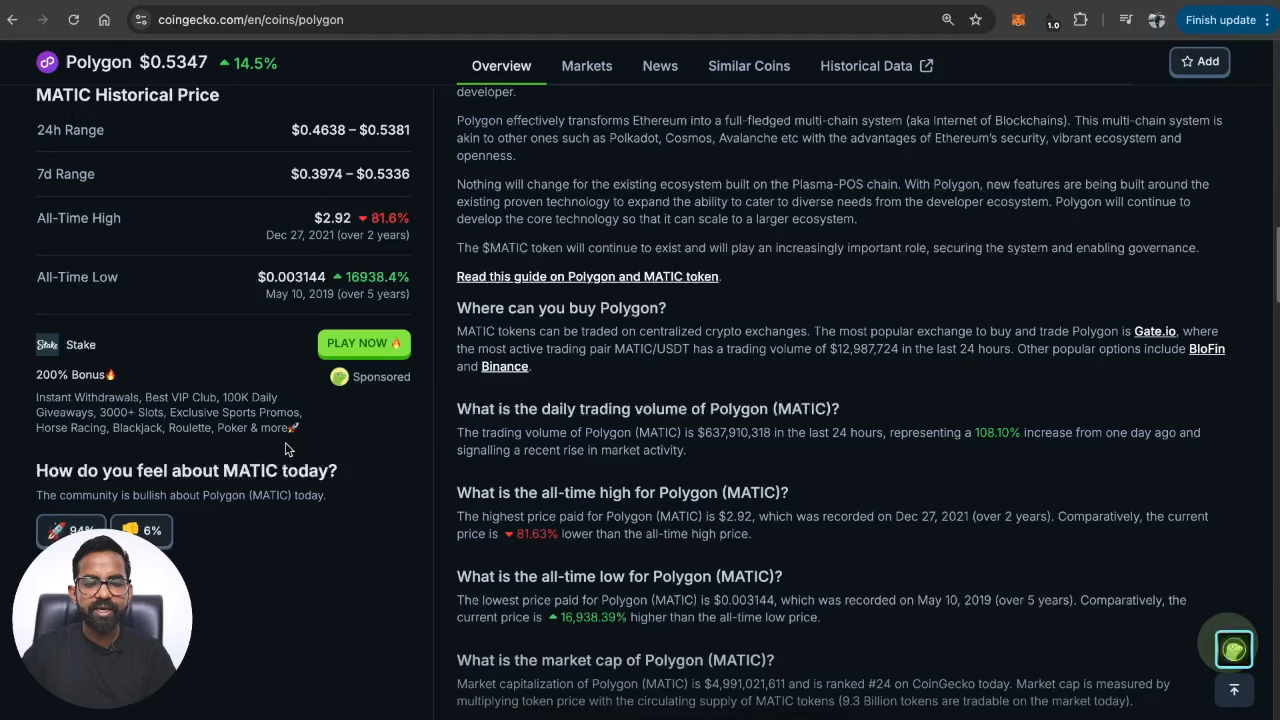 coingecko.com/en/coins/polygon
1.0
Finish update
Polygon $0.5347 ▲ 14.5%
Overview Markets News Similar Coins Historical Data
Add
MATIC Historical Price
24h Range $0.4638 – $0.5381
7d Range $0.3974 – $0.5336
All-Time High $2.92 ▼ 81.6%
Dec 27, 2021 (over 2 years)
All-Time Low $0.003144 ▲ 16938.4%
May 10, 2019 (over 5 years)
Stake Stake
PLAY NOW 🔥
200% Bonus🔥
Sponsored
Instant Withdrawals, Best VIP Club, 100K Daily
Giveaways, 3000+ Slots, Exclusive Sports Promos,
Horse Racing, Blackjack, Roulette, Poker & more🚀
How do you feel about MATIC today?
The community is bullish about Polygon (MATIC) today.
🚀 94% 👎 6%
developer.
Polygon effectively transforms Ethereum into a full-fledged multi-chain system (aka Internet of Blockchains). This multi-chain system is
akin to other ones such as Polkadot, Cosmos, Avalanche etc with the advantages of Ethereum's security, vibrant ecosystem and
openness.
Nothing will change for the existing ecosystem built on the Plasma-POS chain. With Polygon, new features are being built around the
existing proven technology to expand the ability to cater to diverse needs from the developer ecosystem. Polygon will continue to
develop the core technology so that it can scale to a larger ecosystem.
The $MATIC token will continue to exist and will play an increasingly important role, securing the system and enabling governance.
Read this guide on Polygon and MATIC token.
Where can you buy Polygon?
MATIC tokens can be traded on centralized crypto exchanges. The most popular exchange to buy and trade Polygon is Gate.io, where
the most active trading pair MATIC/USDT has a trading volume of $12,987,724 in the last 24 hours. Other popular options include BloFin
and Binance.
What is the daily trading volume of Polygon (MATIC)?
The trading volume of Polygon (MATIC) is $637,910,318 in the last 24 hours, representing a 108.10% increase from one day ago and
signalling a recent rise in market activity.
What is the all-time high for Polygon (MATIC)?
The highest price paid for Polygon (MATIC) is $2.92, which was recorded on Dec 27, 2021 (over 2 years). Comparatively, the current
price is ▼ 81.63% lower than the all-time high price.
What is the all-time low for Polygon (MATIC)?
The lowest price paid for Polygon (MATIC) is $0.003144, which was recorded on May 10, 2019 (over 5 years). Comparatively, the
current price is ▲ 16,938.39% higher than the all-time low price.
What is the market cap of Polygon (MATIC)?
Market capitalization of Polygon (MATIC) is $4,991,021,611 and is ranked #24 on CoinGecko today. Market cap is measured by
multiplying token price with the circulating supply of MATIC tokens (9.3 Billion tokens are tradable on the market today).